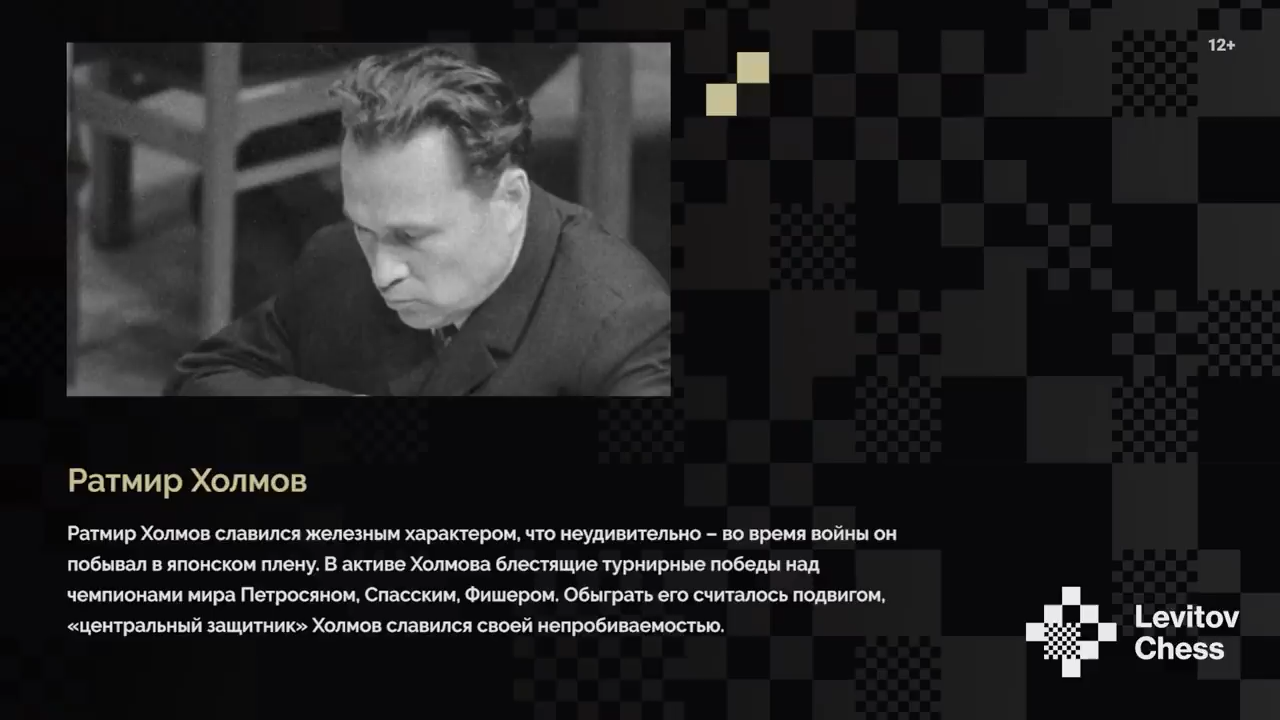 12+
Ратмир Холмов
Ратмир Холмов славился железным характером, что неудивительно – во время войны он
побывал в японском плену. В активе Холмова блестящие турнирные победы над
чемпионами мира Петросяном, Спасским, Фишером. Обыграть его считалось подвигом,
«центральный защитник» Холмов славился своей непробиваемостью.
Levitov
Chess